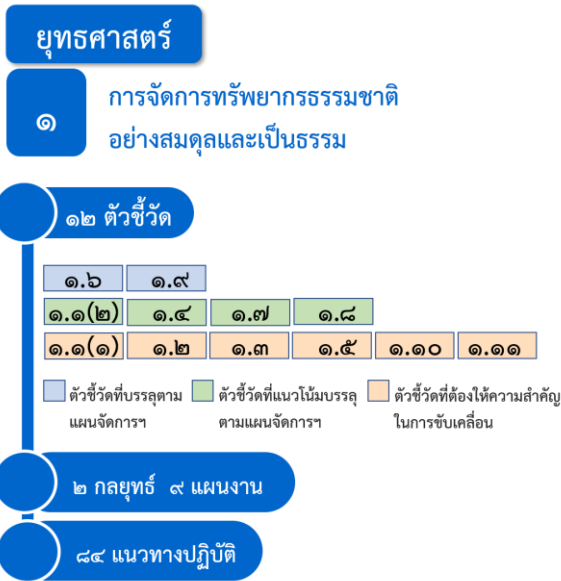 ยุทธศาสตร์
๑
การจัดการทรัพยากรธรรมชาติ
อย่างสมดุลและเป็นธรรม
๑๒ ตัวชี้วัด
๑.๖ ๑.๙
๑.๑(๒) ๑.๔ ๑.๗ ๑.๘
๑.๑(๑) ๑.๒ ๑.๓ ๑.๕ ๑.๑๐ ๑.๑๑
ตัวชี้วัดที่บรรลุตาม ตัวชี้วัดที่แนวโน้มบรรลุ ตัวชี้วัดที่ต้องให้ความสำคัญ
แผนจัดการฯ ตามแผนจัดการฯ ในการขับเคลื่อน
๒ กลยุทธ์ ๙ แผนงาน
๘๔ แนวทางปฏิบัติ